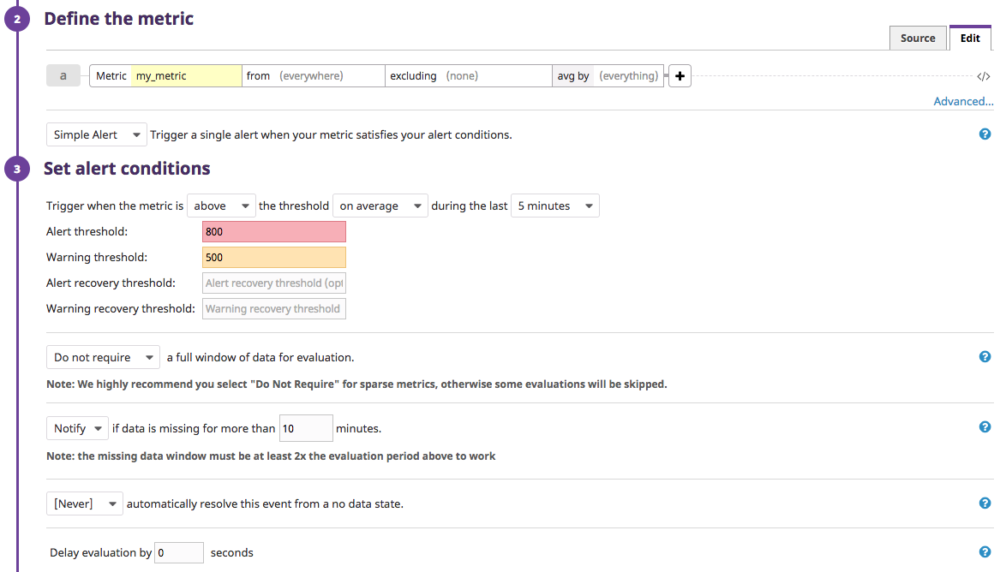 2 Define the metric
Source Edit
a Metric my_metric from (everywhere) excluding (none) avg by (everything) + </>
Advanced...
Simple Alert Trigger a single alert when your metric satisfies your alert conditions. ?
3 Set alert conditions
Trigger when the metric is above the threshold on average during the last 5 minutes
Alert threshold: 800
Warning threshold: 500
Alert recovery threshold: Alert recovery threshold (opt
Warning recovery threshold: Warning recovery threshold
Do not require a full window of data for evaluation. ?
Note: We highly recommend you select "Do Not Require" for sparse metrics, otherwise some evaluations will be skipped.
Notify if data is missing for more than 10 minutes. ?
Note: the missing data window must be at least 2x the evaluation period above to work
[Never] automatically resolve this event from a no data state. ?
Delay evaluation by 0 seconds ?